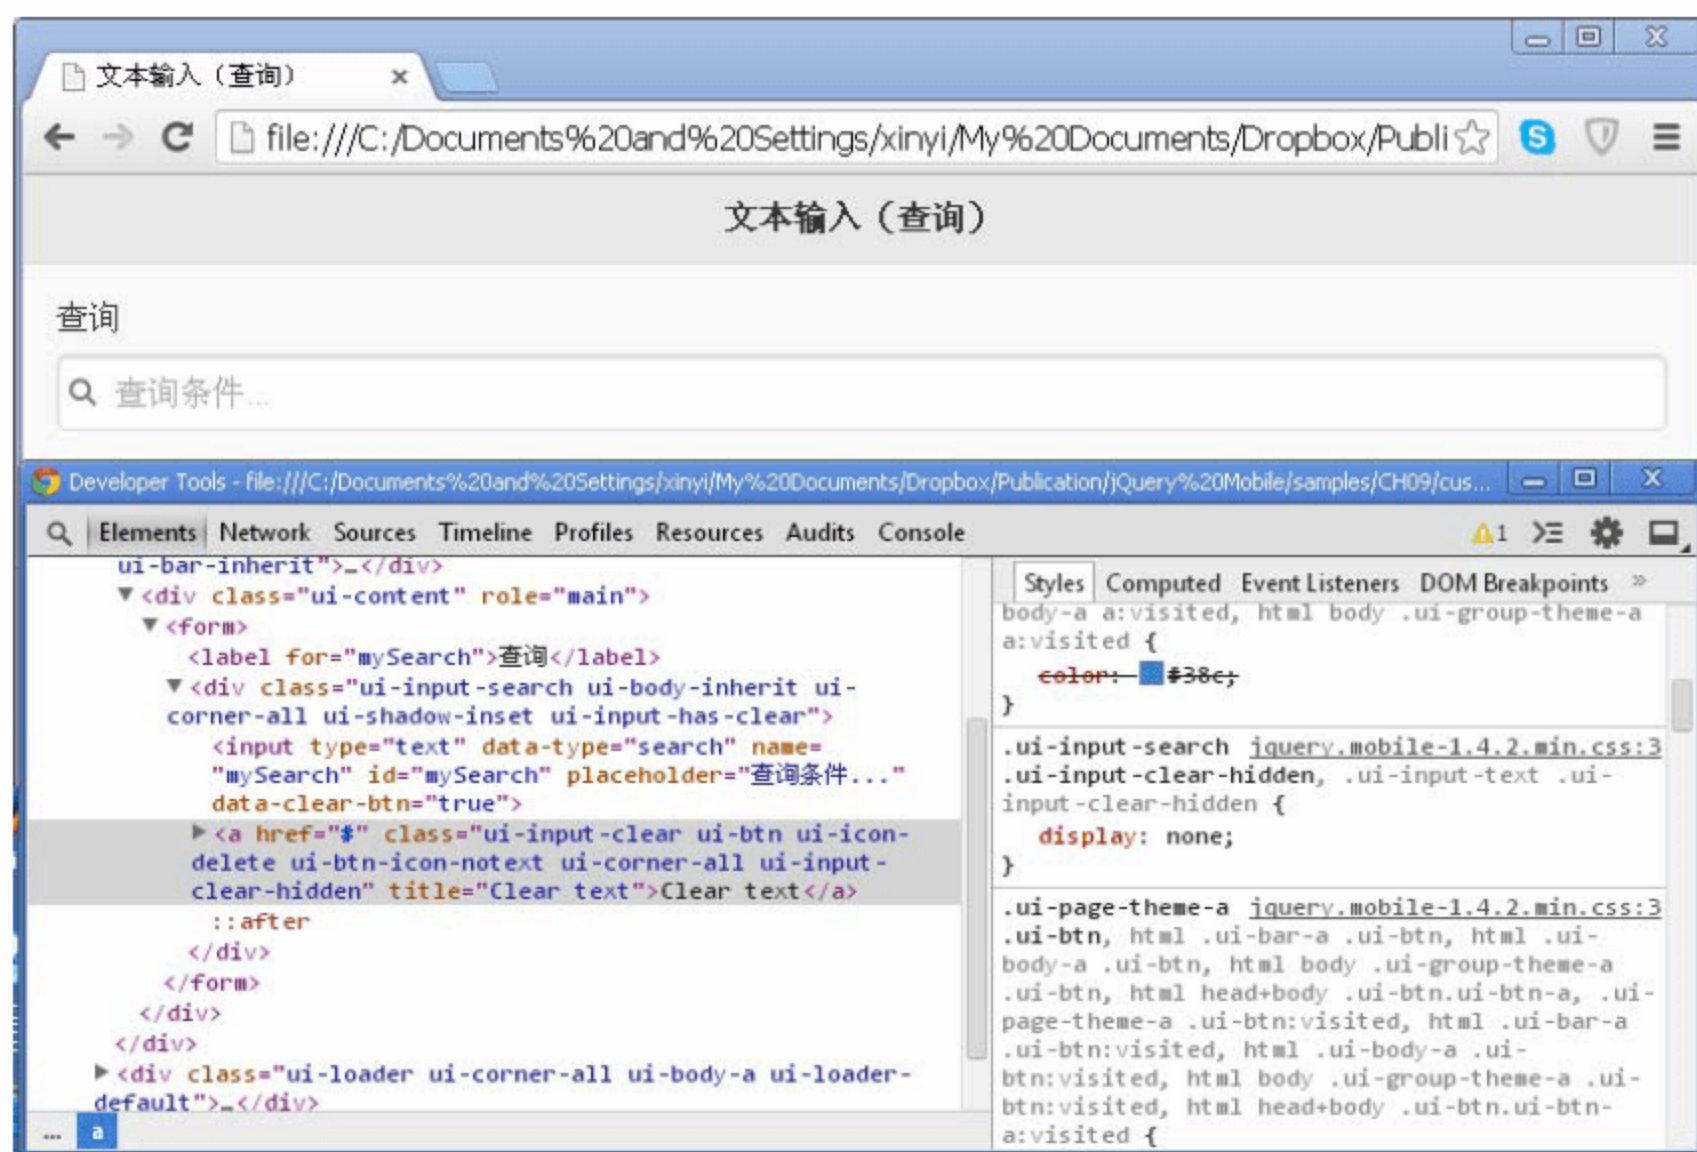 文本输入（查询）
file:///C:/Documents%20and%20Settings/xinyi/My%20Documents/Dropbox/Publi
文本输入（查询）
查询
查询条件...
Developer Tools - file:///C:/Documents%20and%20Settings/xinyi/My%20Documents/Dropbox/Publication/jQuery%20Mobile/samples/CH09/cus...
Elements Network Sources Timeline Profiles Resources Audits Console
1
ui-bar-inherit">…</div>
▼<div class="ui-content" role="main">
▼<form>
<label for="mySearch">查询</label>
▼<div class="ui-input-search ui-body-inherit ui-
corner-all ui-shadow-inset ui-input-has-clear">
<input type="text" data-type="search" name=
"mySearch" id="mySearch" placeholder="查询条件..."
data-clear-btn="true">
▶<a href="#" class="ui-input-clear ui-btn ui-icon-
delete ui-btn-icon-notext ui-corner-all ui-input-
clear-hidden" title="Clear text">Clear text</a>
::after
</div>
</form>
</div>
</div>
▶<div class="ui-loader ui-corner-all ui-body-a ui-loader-
default">…</div>
... a
Styles Computed Event Listeners DOM Breakpoints »
body-a a:visited, html body .ui-group-theme-a
a:visited {
color: #38c;
}
.ui-input-search jquery.mobile-1.4.2.min.css:3
.ui-input-clear-hidden, .ui-input-text .ui-
input-clear-hidden {
display: none;
}
.ui-page-theme-a jquery.mobile-1.4.2.min.css:3
.ui-btn, html .ui-bar-a .ui-btn, html .ui-
body-a .ui-btn, html body .ui-group-theme-a
.ui-btn, html head+body .ui-btn.ui-btn-a, .ui-
page-theme-a .ui-btn:visited, html .ui-bar-a
.ui-btn:visited, html .ui-body-a .ui-
btn:visited, html body .ui-group-theme-a .ui-
btn:visited, html head+body .ui-btn.ui-btn-
a:visited {